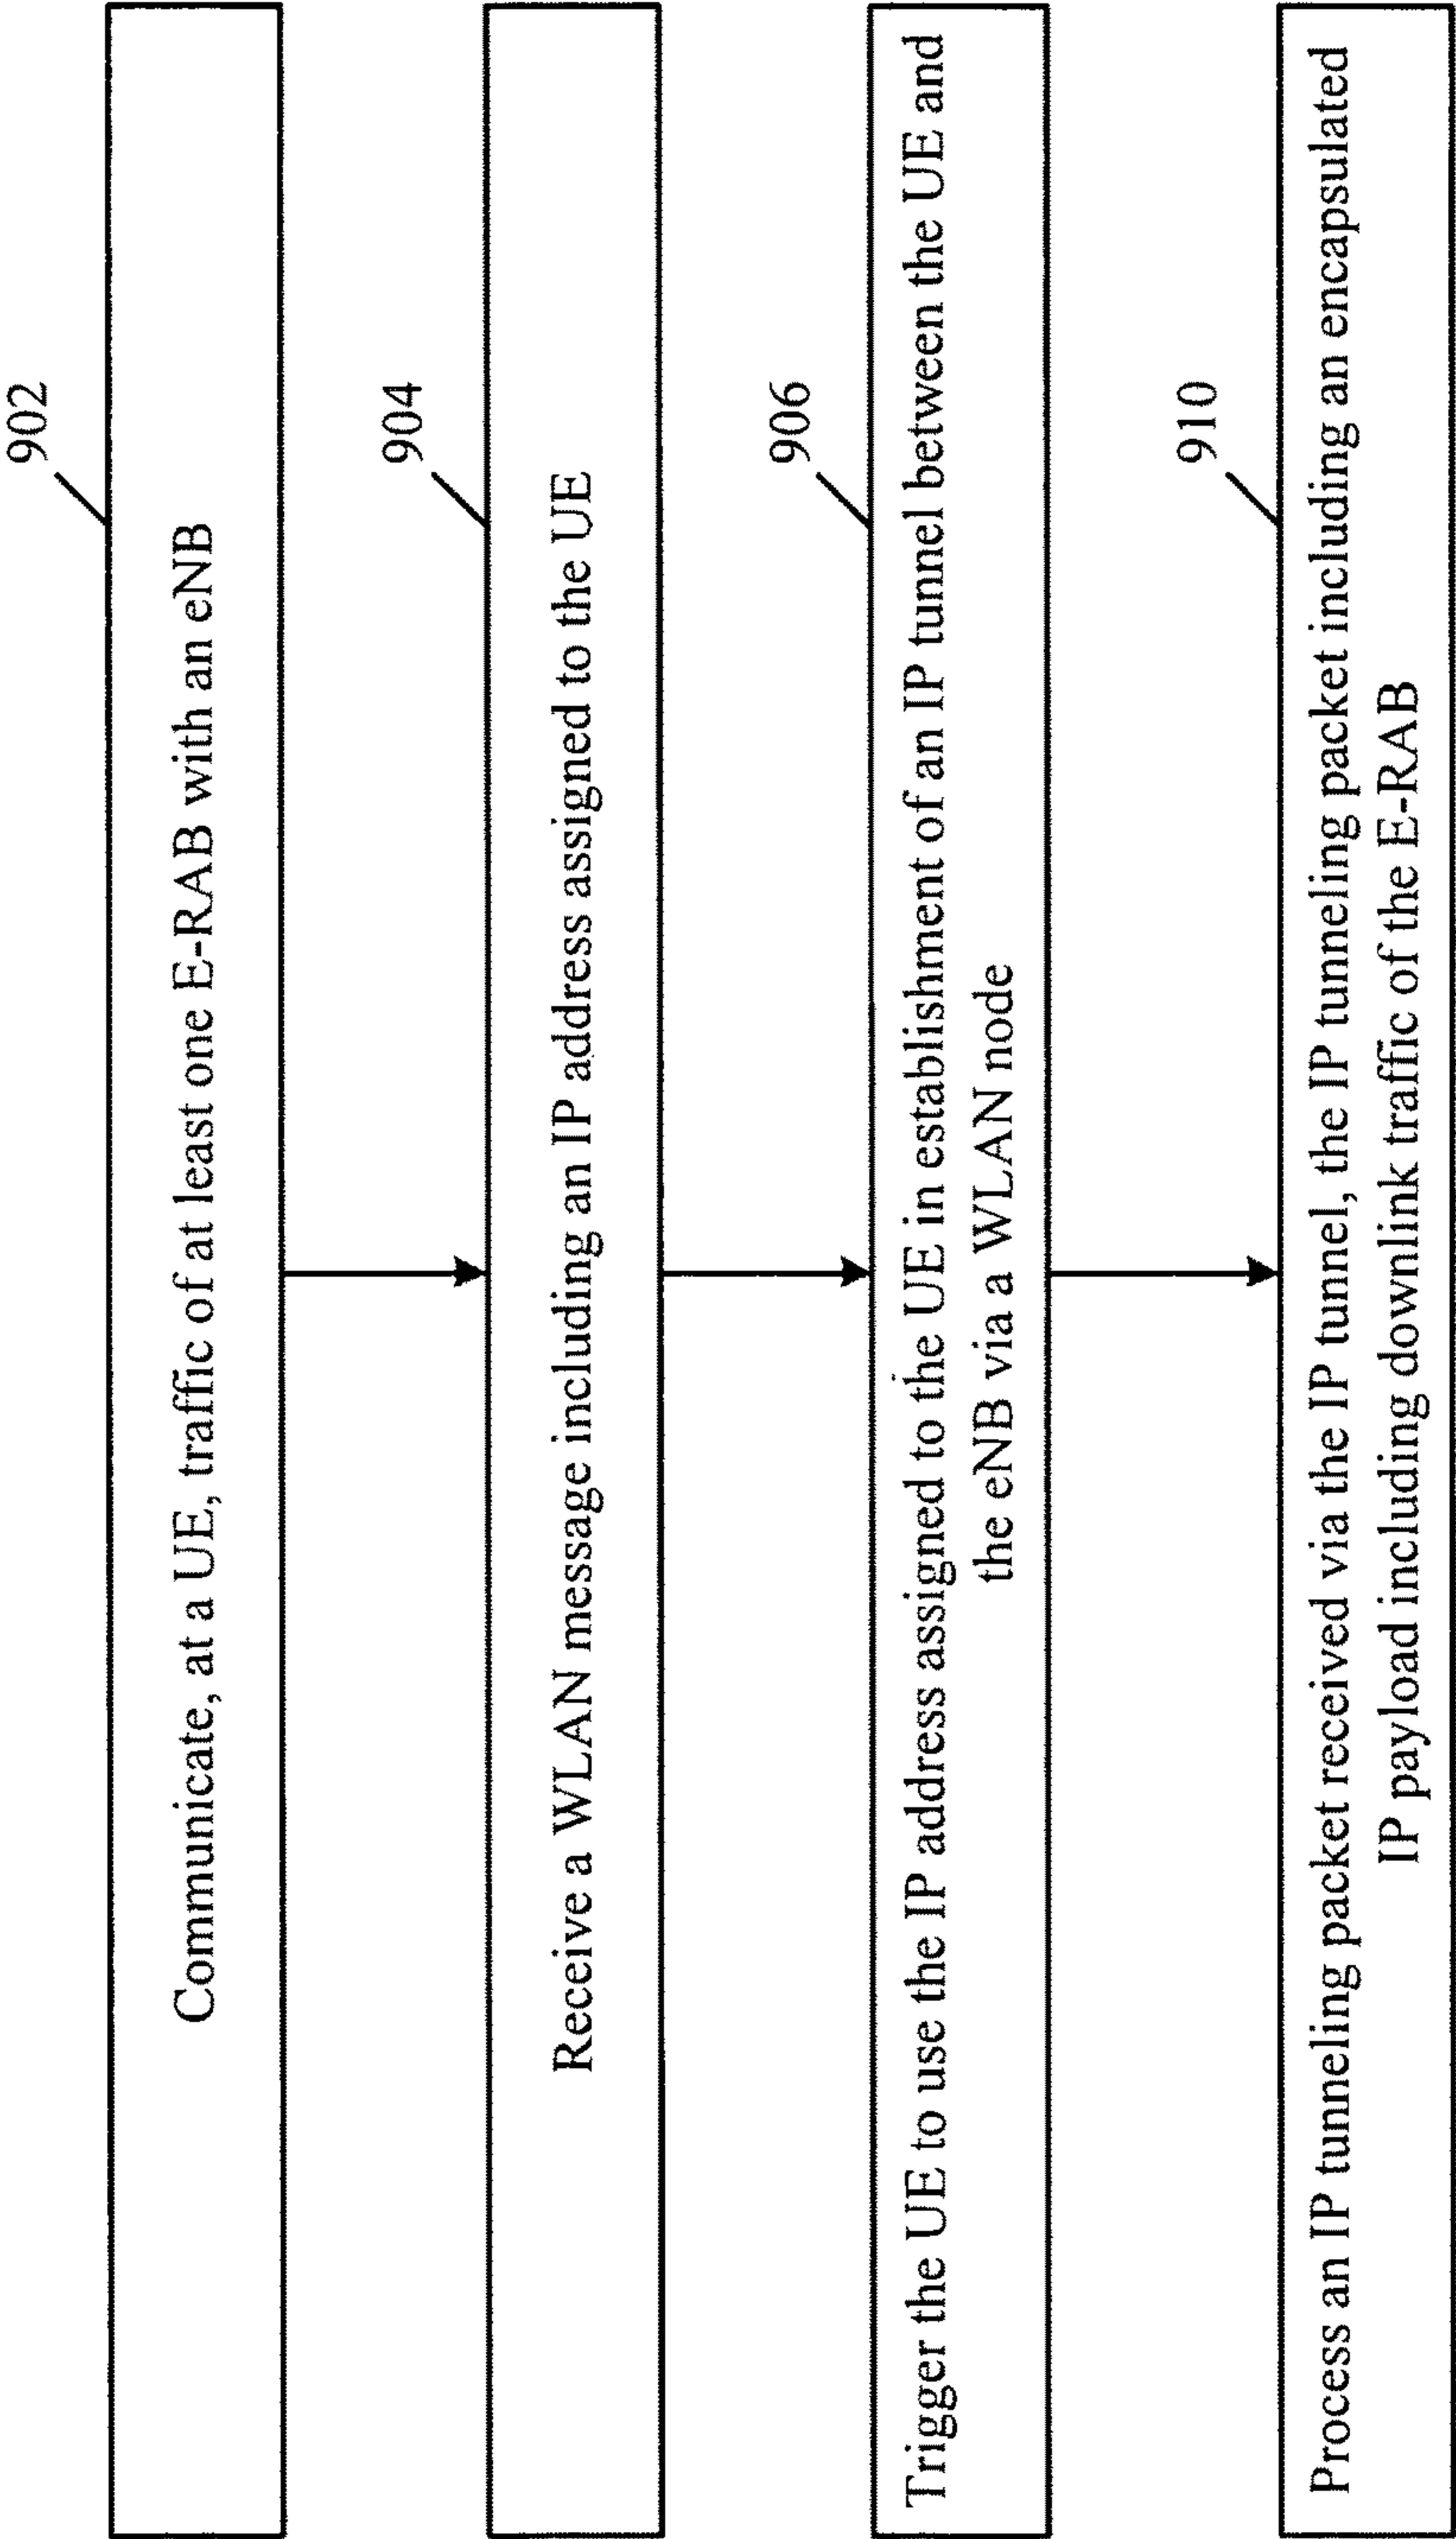 902
Communicate, at a UE, traffic of at least one E-RAB with an eNB
904
Receive a WLAN message including an IP address assigned to the UE
906
Trigger the UE to use the IP address assigned to the UE in establishment of an IP tunnel between the UE and
the eNB via a WLAN node
910
Process an IP tunneling packet received via the IP tunnel, the IP tunneling packet including an encapsulated
IP payload including downlink traffic of the E-RAB